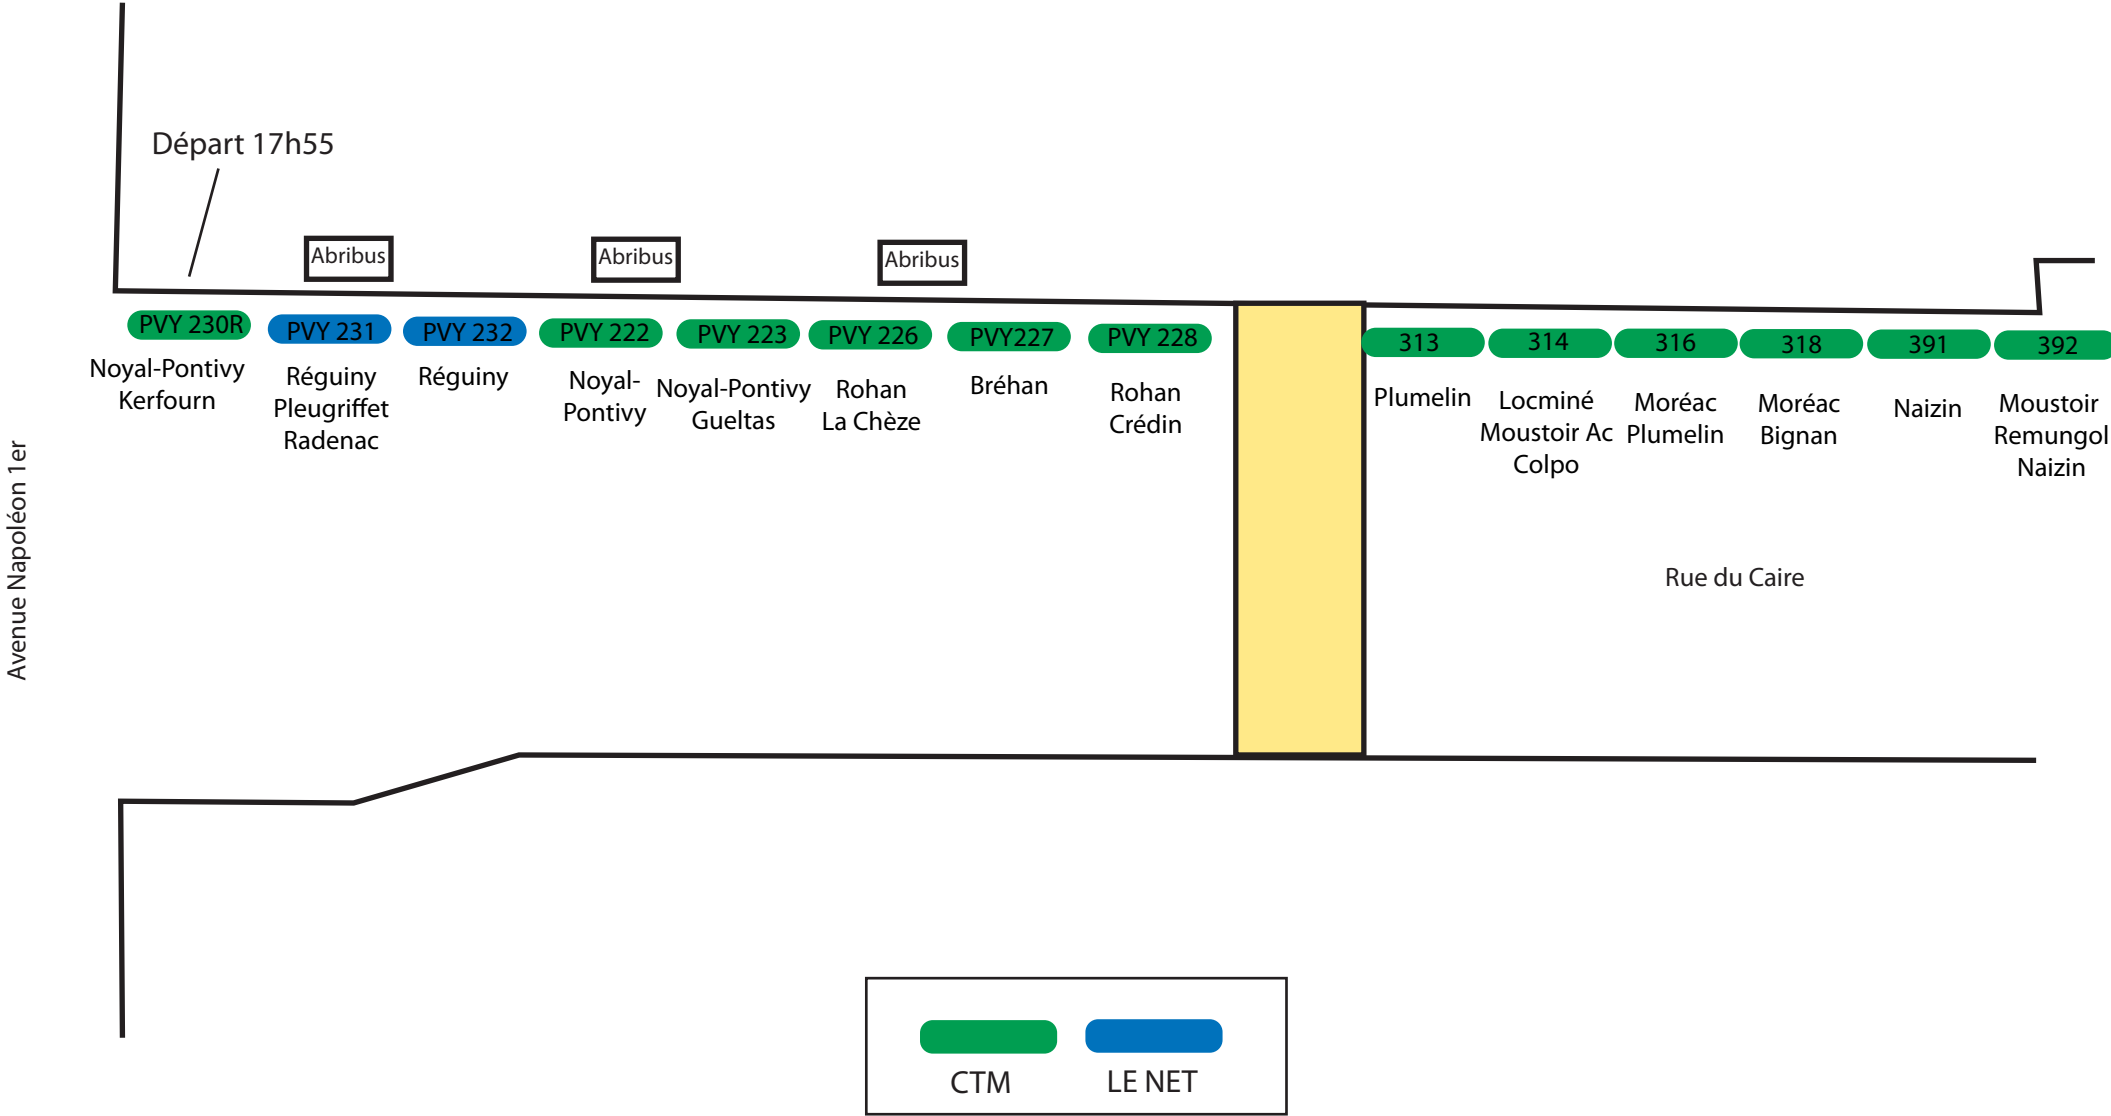 Départ 17h55
Abribus
Abribus
Abribus
PVY 230R
Noyal-Pontivy
Kerfourn
PVY 231
Réguiny
Pleugriffet
Radenac
PVY 232
Réguiny
PVY 222
Noyal-
Pontivy
PVY 223
Noyal-Pontivy
Gueltas
PVY 226
Rohan
La Chèze
PVY227
Bréhan
PVY 228
Rohan
Crédin
313
Plumelin
314
Locminé
Moustoir Ac
Colpo
316
Moréac
Plumelin
318
Moréac
Bignan
391
Naizin
392
Moustoir
Remungol
Naizin
Avenue Napoléon 1er
Rue du Caire
CTM
LE NET